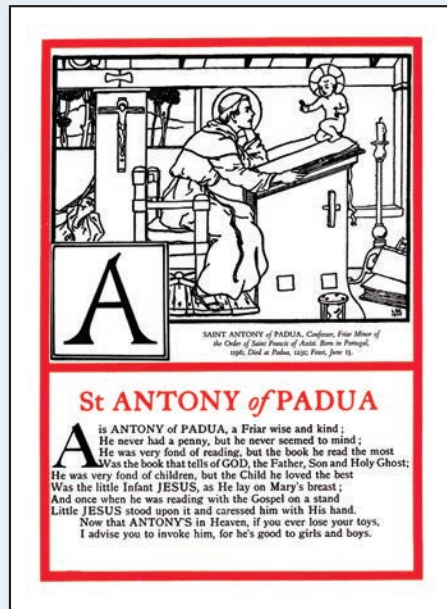 A
SAINT ANTONY of PADUA, Confessor, Friar Minor of
the Order of Saint Francis of Assisi. Born in Portugal,
1196; Died at Padua, 1231; Feast, June 13.
St ANTONY of PADUA
A is ANTONY of PADUA, a Friar wise and kind;
He never had a penny, but he never seemed to mind;
He was very fond of reading, but the book he read the most
Was the book that tells of GOD, the Father, Son and Holy Ghost;
He was very fond of children, but the Child he loved the best
Was the little Infant JESUS, as He lay on Mary's breast;
And once when he was reading with the Gospel on a stand
Little JESUS stood upon it and caressed him with His hand.
Now that ANTONY'S in Heaven, if you ever lose your toys,
I advise you to invoke him, for he's good to girls and boys.